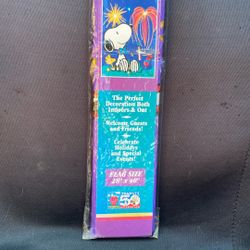 The Perfect
Decoration Both
Indoors & Out
Welcome Guests
and Friends!
Celebrate
Holidays
and Special
Events!
FLAG SIZE
28" x 40"
PEANUTS
50